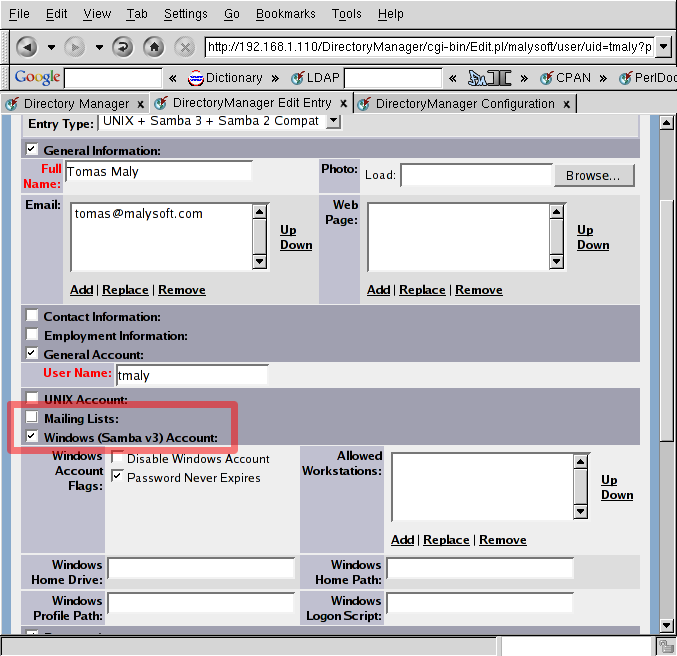 File Edit View Tab Settings Go Bookmarks Tools Help
http://192.168.1.110/DirectoryManager/cgi-bin/Edit.pl/malysoft/user/uid=tmaly?p
Google « Dictionary » LDAP « » CPAN » PerlDoc
Directory Manager x DirectoryManager Edit Entry x DirectoryManager Configuration x
Entry Type: UNIX + Samba 3 + Samba 2 Compat
General Information:
Full Name: Tomas Maly Photo: Load: Browse...
Email: tomas@malysoft.com Up Down Web Page: Up Down
Add | Replace | Remove Add | Replace | Remove
Contact Information:
Employment Information:
General Account:
User Name: tmaly
UNIX Account:
Mailing Lists:
Windows (Samba v3) Account:
Windows Account Flags: Disable Windows Account Allowed Workstations:
Password Never Expires Up Down
Add | Replace | Remove
Windows Home Drive: Windows Home Path:
Windows Profile Path: Windows Logon Script: